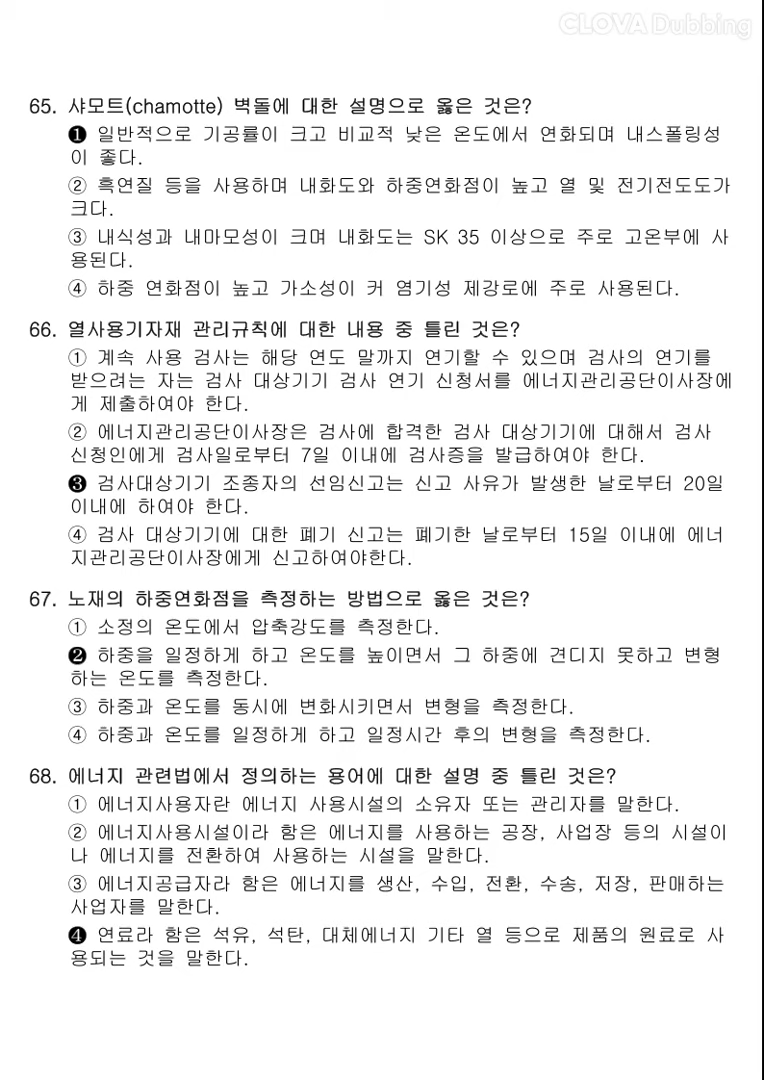 CLOVA Dubbing
65. 샤모트(chamotte) 벽돌에 대한 설명으로 옳은 것은?
❶ 일반적으로 기공률이 크고 비교적 낮은 온도에서 연화되며 내스폴링성
이 좋다.
② 흑연질 등을 사용하며 내화도와 하중연화점이 높고 열 및 전기전도도가
크다.
③ 내식성과 내마모성이 크며 내화도는 SK 35 이상으로 주로 고온부에 사
용된다.
④ 하중 연화점이 높고 가소성이 커 염기성 제강로에 주로 사용된다.
66. 열사용기자재 관리규칙에 대한 내용 중 틀린 것은?
① 계속 사용 검사는 해당 연도 말까지 연기할 수 있으며 검사의 연기를
받으려는 자는 검사 대상기기 검사 연기 신청서를 에너지관리공단이사장에
게 제출하여야 한다.
② 에너지관리공단이사장은 검사에 합격한 검사 대상기기에 대해서 검사
신청인에게 검사일로부터 7일 이내에 검사증을 발급하여야 한다.
❸ 검사대상기기 조종자의 선임신고는 신고 사유가 발생한 날로부터 20일
이내에 하여야 한다.
④ 검사 대상기기에 대한 폐기 신고는 폐기한 날로부터 15일 이내에 에너
지관리공단이사장에게 신고하여야한다.
67. 노재의 하중연화점을 측정하는 방법으로 옳은 것은?
① 소정의 온도에서 압축강도를 측정한다.
❷ 하중을 일정하게 하고 온도를 높이면서 그 하중에 견디지 못하고 변형
하는 온도를 측정한다.
③ 하중과 온도를 동시에 변화시키면서 변형을 측정한다.
④ 하중과 온도를 일정하게 하고 일정시간 후의 변형을 측정한다.
68. 에너지 관련법에서 정의하는 용어에 대한 설명 중 틀린 것은?
① 에너지사용자란 에너지 사용시설의 소유자 또는 관리자를 말한다.
② 에너지사용시설이라 함은 에너지를 사용하는 공장, 사업장 등의 시설이
나 에너지를 전환하여 사용하는 시설을 말한다.
③ 에너지공급자라 함은 에너지를 생산, 수입, 전환, 수송, 저장, 판매하는
사업자를 말한다.
❹ 연료라 함은 석유, 석탄, 대체에너지 기타 열 등으로 제품의 원료로 사
용되는 것을 말한다.